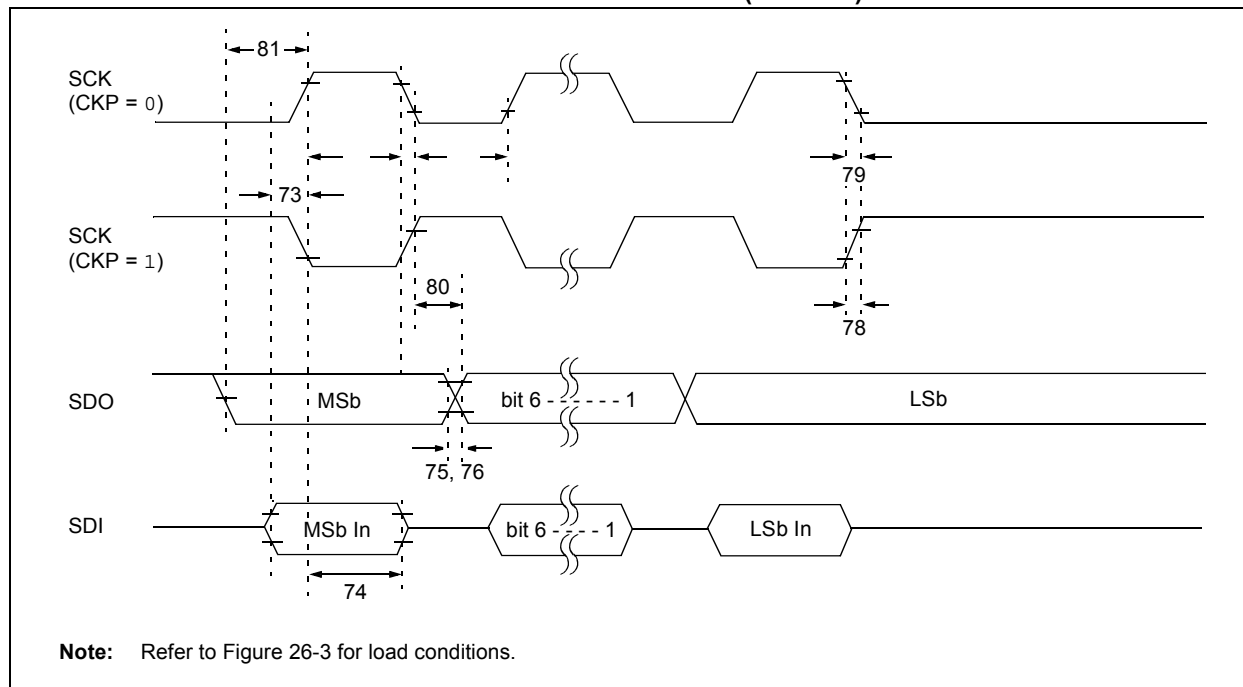 81
SCK
(CKP = 0)
79
73
SCK
(CKP = 1)
80
78
SDO
MSb
bit 6 - - - - - - 1
LSb
75, 76
SDI
MSb In
bit 6 - - - - 1
LSb In
74
Note: Refer to Figure 26-3 for load conditions.